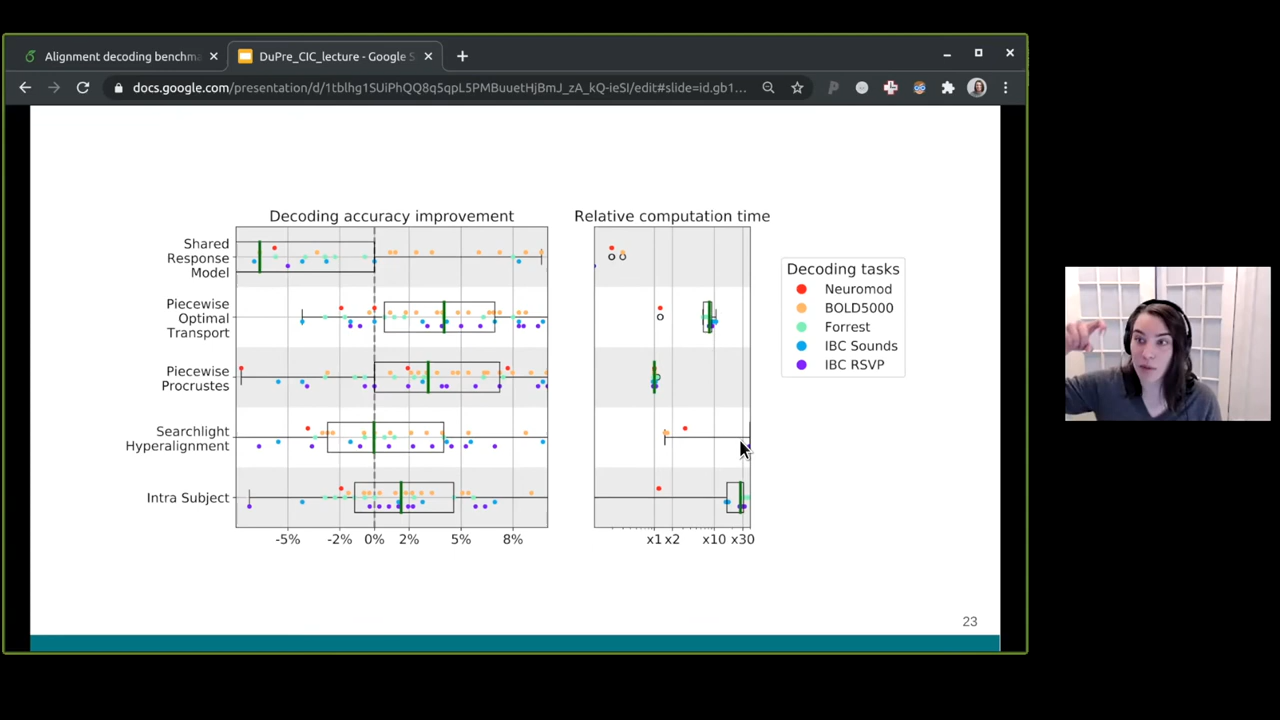 Alignment decoding benchma
DuPre_CIC_lecture - Google S
docs.google.com/presentation/d/1tblhg1SUiPhQQ8q5qpL5PMBuuetHjBmJ_zA_kQ-ieSI/edit#slide=id.gb1...
Decoding accuracy improvement
Relative computation time
Shared
Response
Model
Piecewise
Optimal
Transport
Piecewise
Procrustes
Searchlight
Hyperalignment
Intra Subject
-5% -2% 0% 2% 5% 8%
x1 x2 x10 x30
Decoding tasks
Neuromod
BOLD5000
Forrest
IBC Sounds
IBC RSVP
23